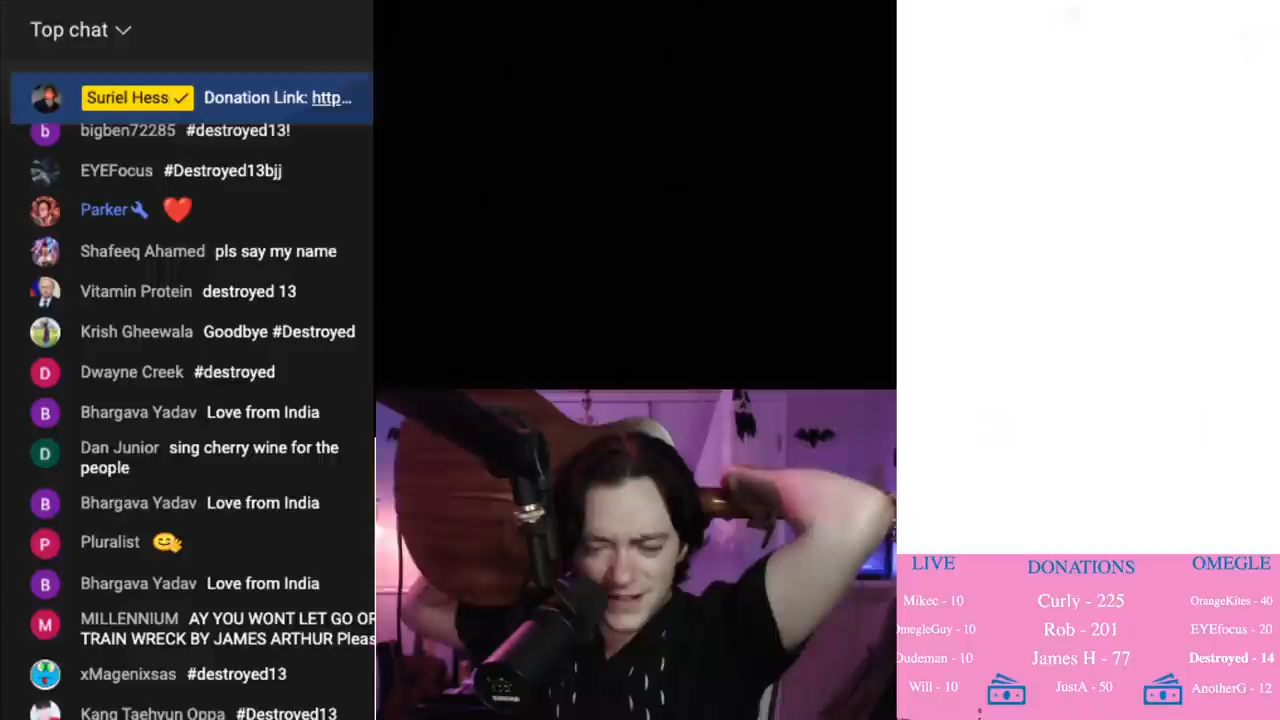 Top chat
Suriel Hess Donation Link: http...
bigben72285 #destroyed13!
EYEFocus #Destroyed13bjj
Parker
Shafeeq Ahamed pls say my name
Vitamin Protein destroyed 13
Krish Gheewala Goodbye #Destroyed
D Dwayne Creek #destroyed
B Bhargava Yadav Love from India
D Dan Junior sing cherry wine for the
people
B Bhargava Yadav Love from India
P Pluralist
B Bhargava Yadav Love from India
M MILLENNIUM AY YOU WONT LET GO OR
TRAIN WRECK BY JAMES ARTHUR Pleas
xMagenixsas #destroyed13
Kang Taehyun Oppa #Destroyed13
LIVE
Mikec - 10
OmegleGuy - 10
Dudeman - 10
Will - 10
DONATIONS
Curly - 225
Rob - 201
James H - 77
JustA - 50
OMEGLE
OrangeKites - 40
EYEfocus - 20
Destroyed - 14
AnotherG - 12